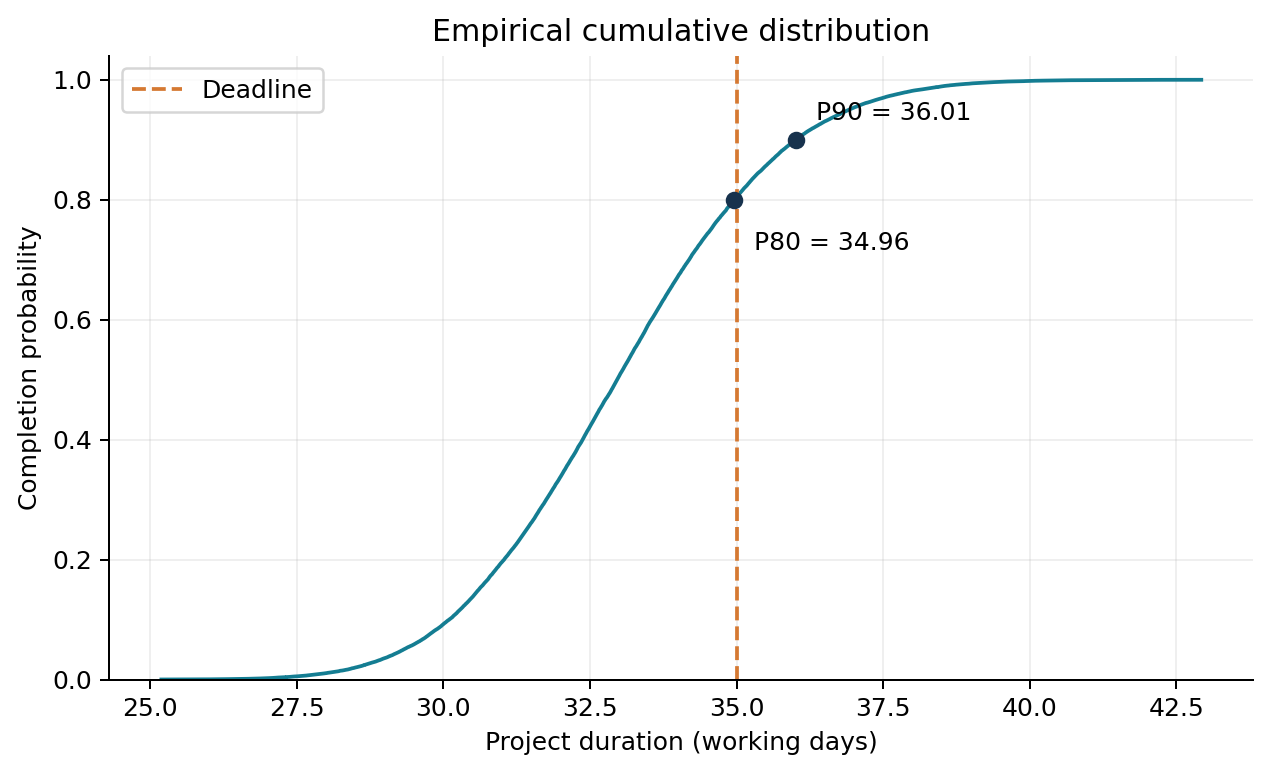 Empirical cumulative distribution
Deadline
1.0
0.8
0.6
0.4
0.2
0.0
Completion probability
P90 = 36.01
P80 = 34.96
25.0 27.5 30.0 32.5 35.0 37.5 40.0 42.5
Project duration (working days)